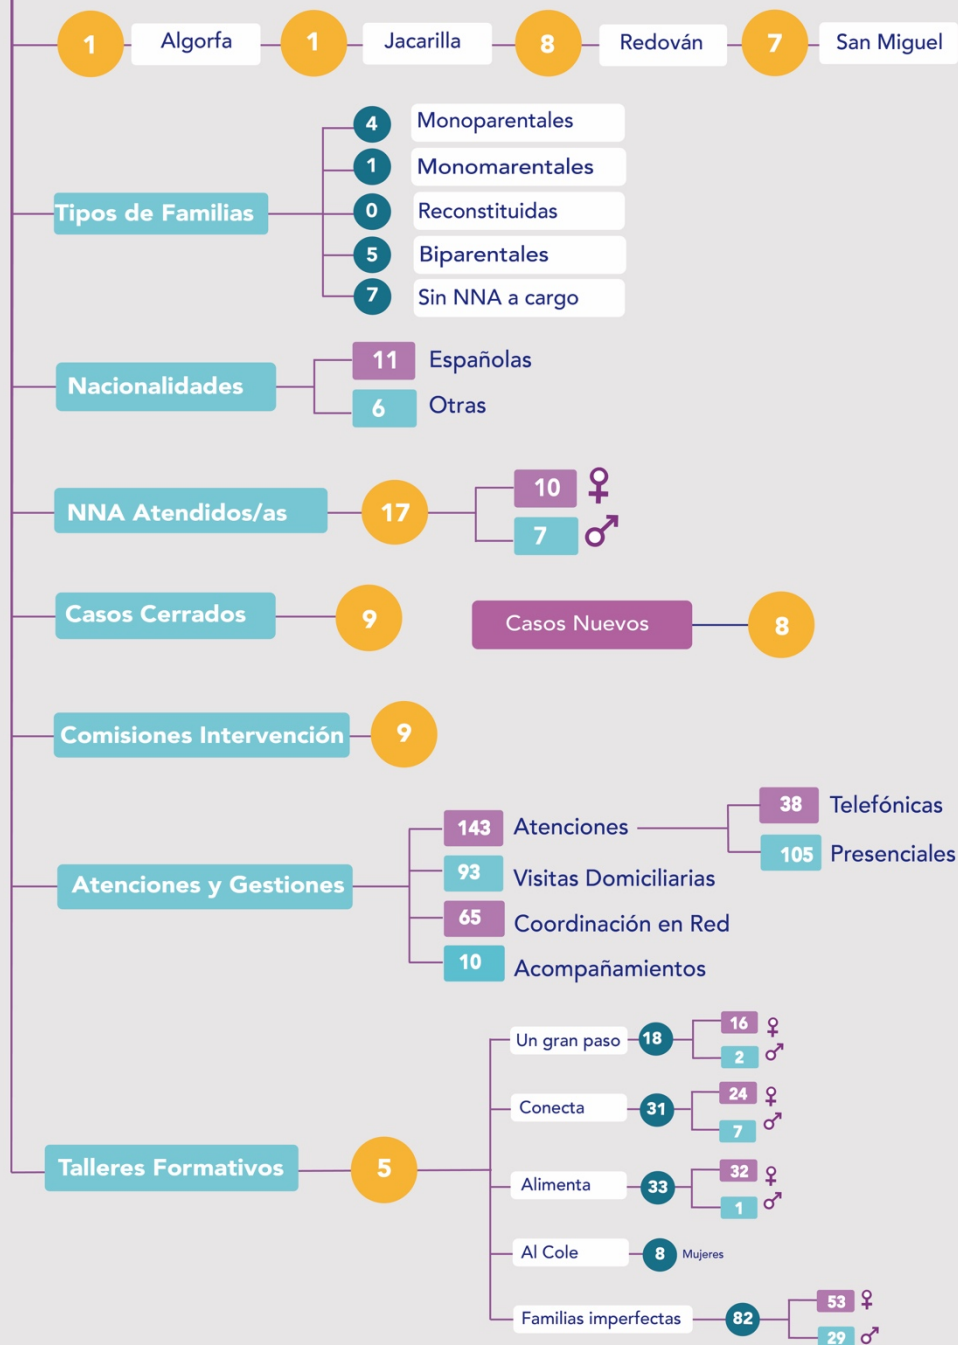 1 Algorfa 1 Jacarilla 8 Redován 7 San Miguel
Tipos de Familias
4 Monoparentales
1 Monomarentales
0 Reconstituidas
5 Biparentales
7 Sin NNA a cargo
Nacionalidades
11 Españolas
6 Otras
NNA Atendidos/as 17
10 ♀
7 ♂
Casos Cerrados 9
Casos Nuevos 8
Comisiones Intervención 9
Atenciones y Gestiones
143 Atenciones
38 Telefónicas
105 Presenciales
93 Visitas Domiciliarias
65 Coordinación en Red
10 Acompañamientos
Talleres Formativos 5
Un gran paso 18
16 ♀
2 ♂
Conecta 31
24 ♀
7 ♂
Alimenta 33
32 ♀
1 ♂
Al Cole 8 Mujeres
Familias imperfectas 82
53 ♀
29 ♂